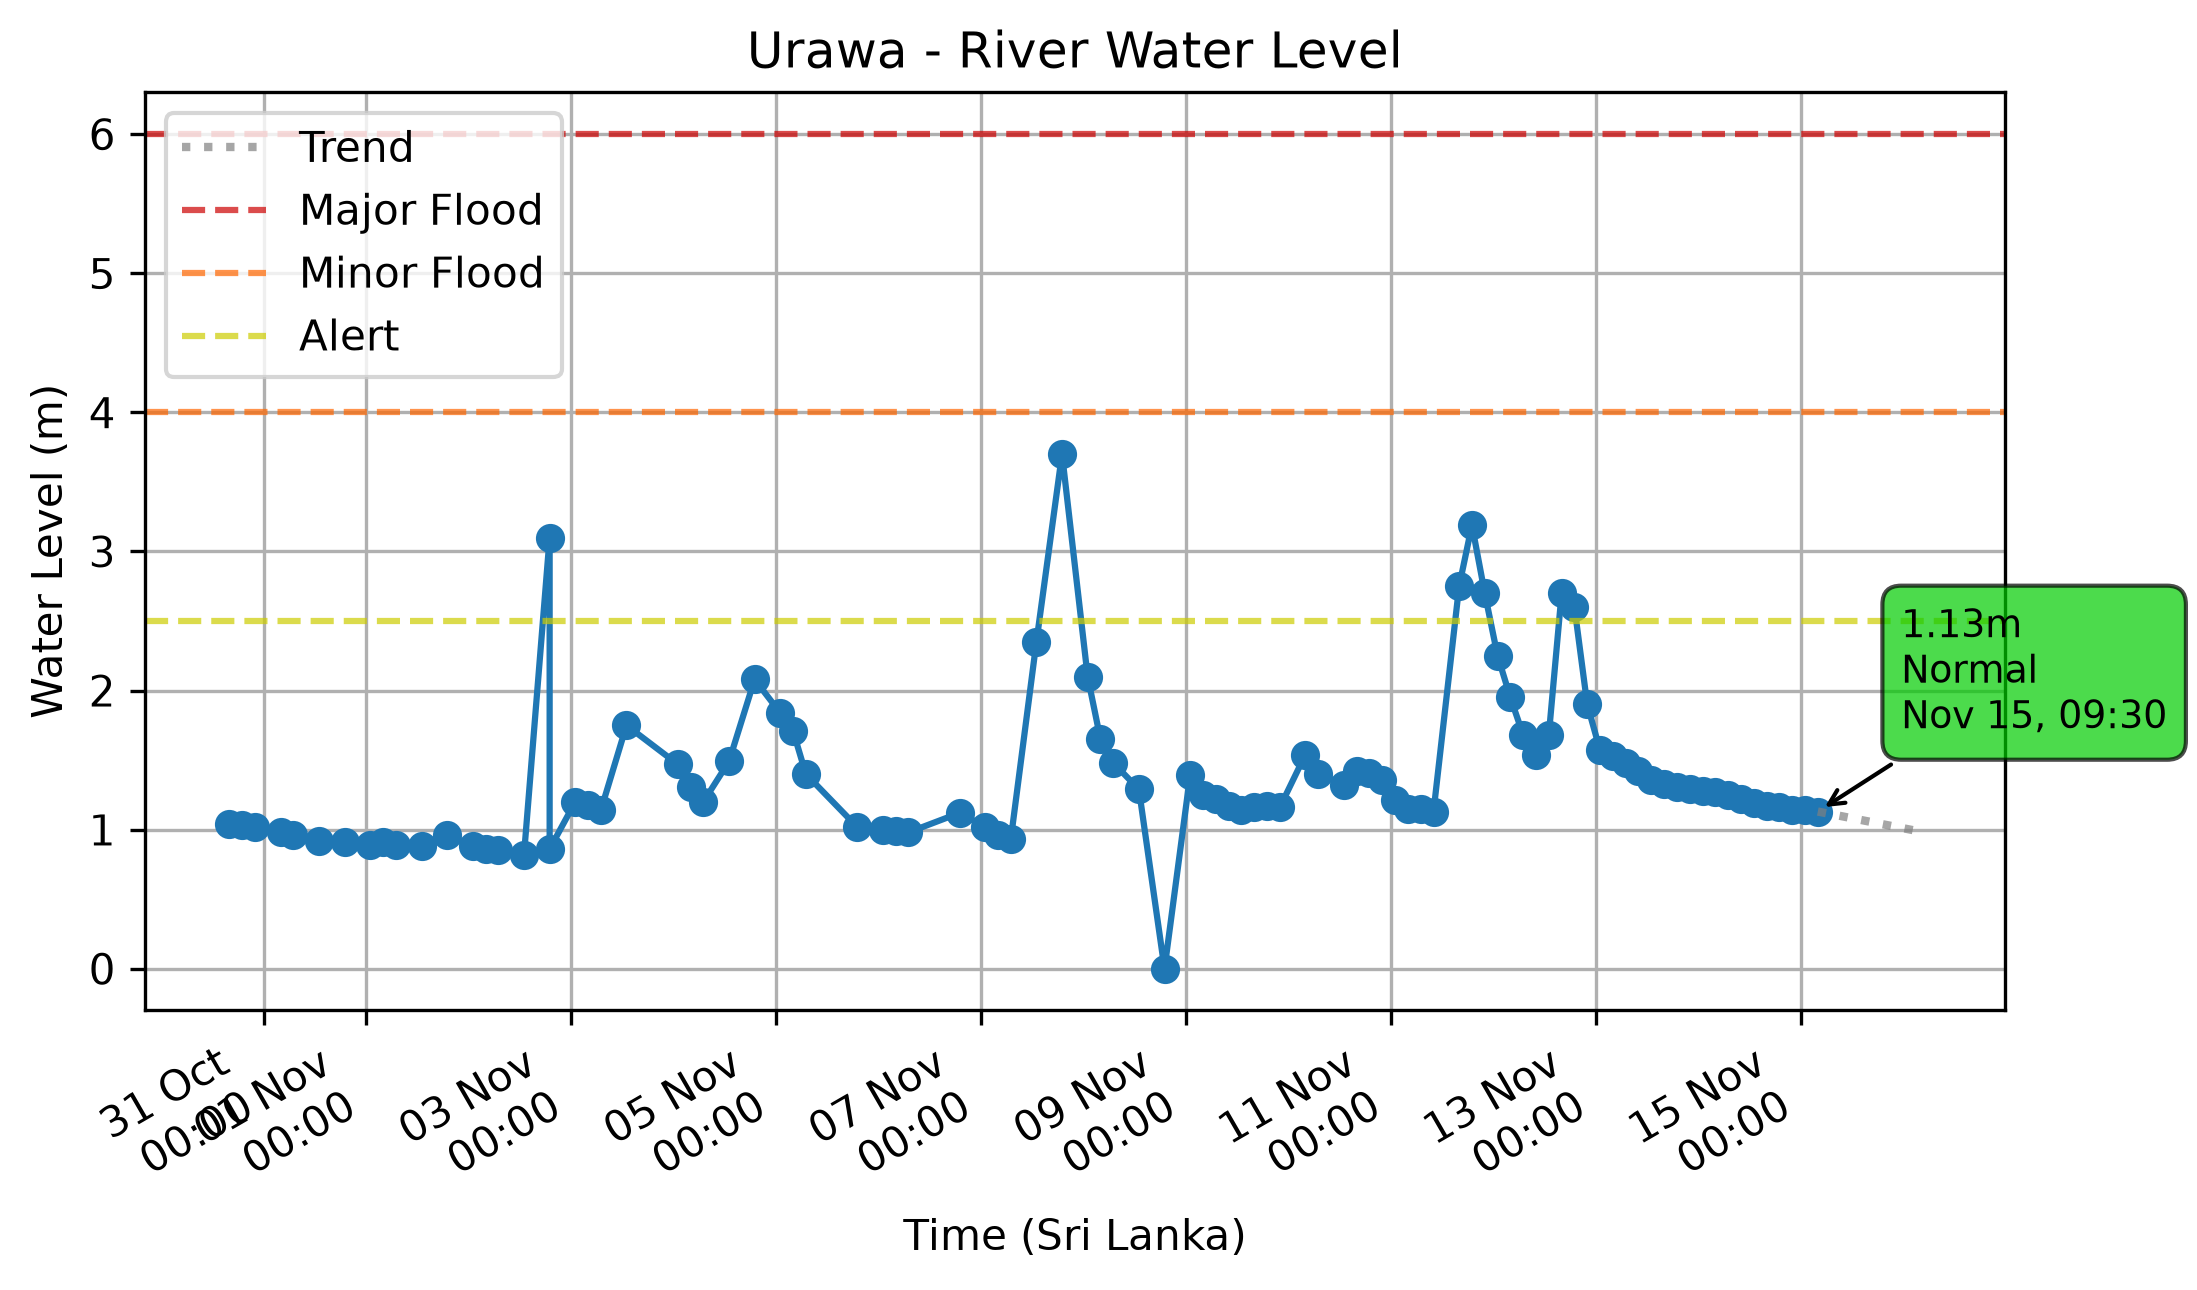 Urawa - River Water Level
Trend
Major Flood
Minor Flood
Alert
6
5
4
3
2
1
0
Water Level (m)
1.13m
Normal
Nov 15, 09:30
31 Oct
00:00
01 Nov
00:00
03 Nov
00:00
05 Nov
00:00
07 Nov
00:00
09 Nov
00:00
11 Nov
00:00
13 Nov
00:00
15 Nov
00:00
Time (Sri Lanka)